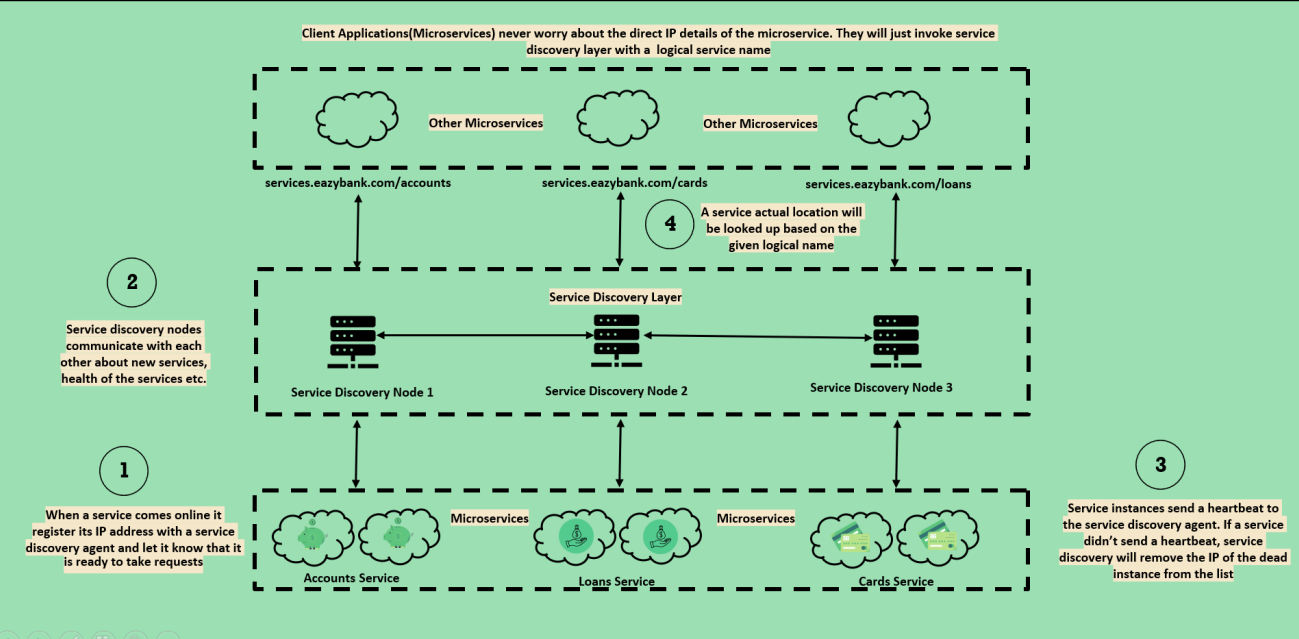 Client Applications(Microservices) never worry about the direct IP details of the microservice. They will just invoke service
discovery layer with a logical service name
Other Microservices
Other Microservices
services.eazybank.com/accounts
services.eazybank.com/cards
services.eazybank.com/loans
4
A service actual location will
be looked up based on the
given logical name
2
Service discovery nodes
communicate with each
other about new services,
health of the services etc.
Service Discovery Layer
Service Discovery Node 1
Service Discovery Node 2
Service Discovery Node 3
1
When a service comes online it
register its IP address with a service
discovery agent and let it know that it
is ready to take requests
Microservices
Microservices
Accounts Service
Loans Service
Cards Service
3
Service instances send a heartbeat to
the service discovery agent. If a service
didn't send a heartbeat, service
discovery will remove the IP of the dead
instance from the list